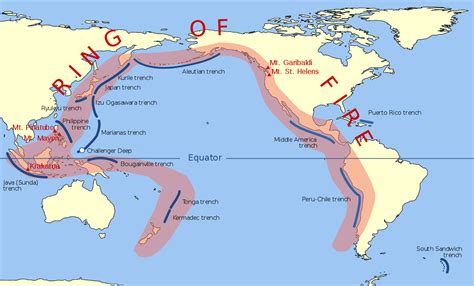 RING OF FIRE
Kurile trench
Aleutian trench
Japan trench
Izu Ogasawara trench
Ryukyu trench
Philippine
trench
Marianas trench
Challenger Deep
Bougainville trench
Mt. Pinatubo
Mt. Mayon
Krakatoa
Java (Sunda)
trench
Equator
Tonga trench
Kermadec trench
Mt. Garibaldi
Mt. St. Helens
Middle America
trench
Puerto Rico trench
Peru-Chile trench
South Sandwich
trench